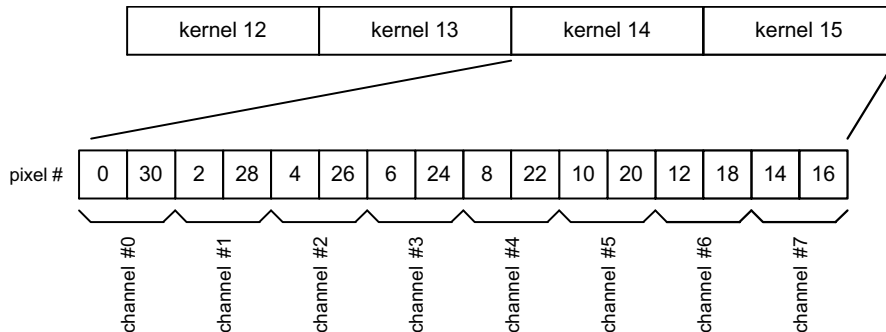 kernel 12 kernel 13 kernel 14 kernel 15
pixel # 0 30 2 28 4 26 6 24 8 22 10 20 12 18 14 16
channel #0
channel #1
channel #2
channel #3
channel #4
channel #5
channel #6
channel #7